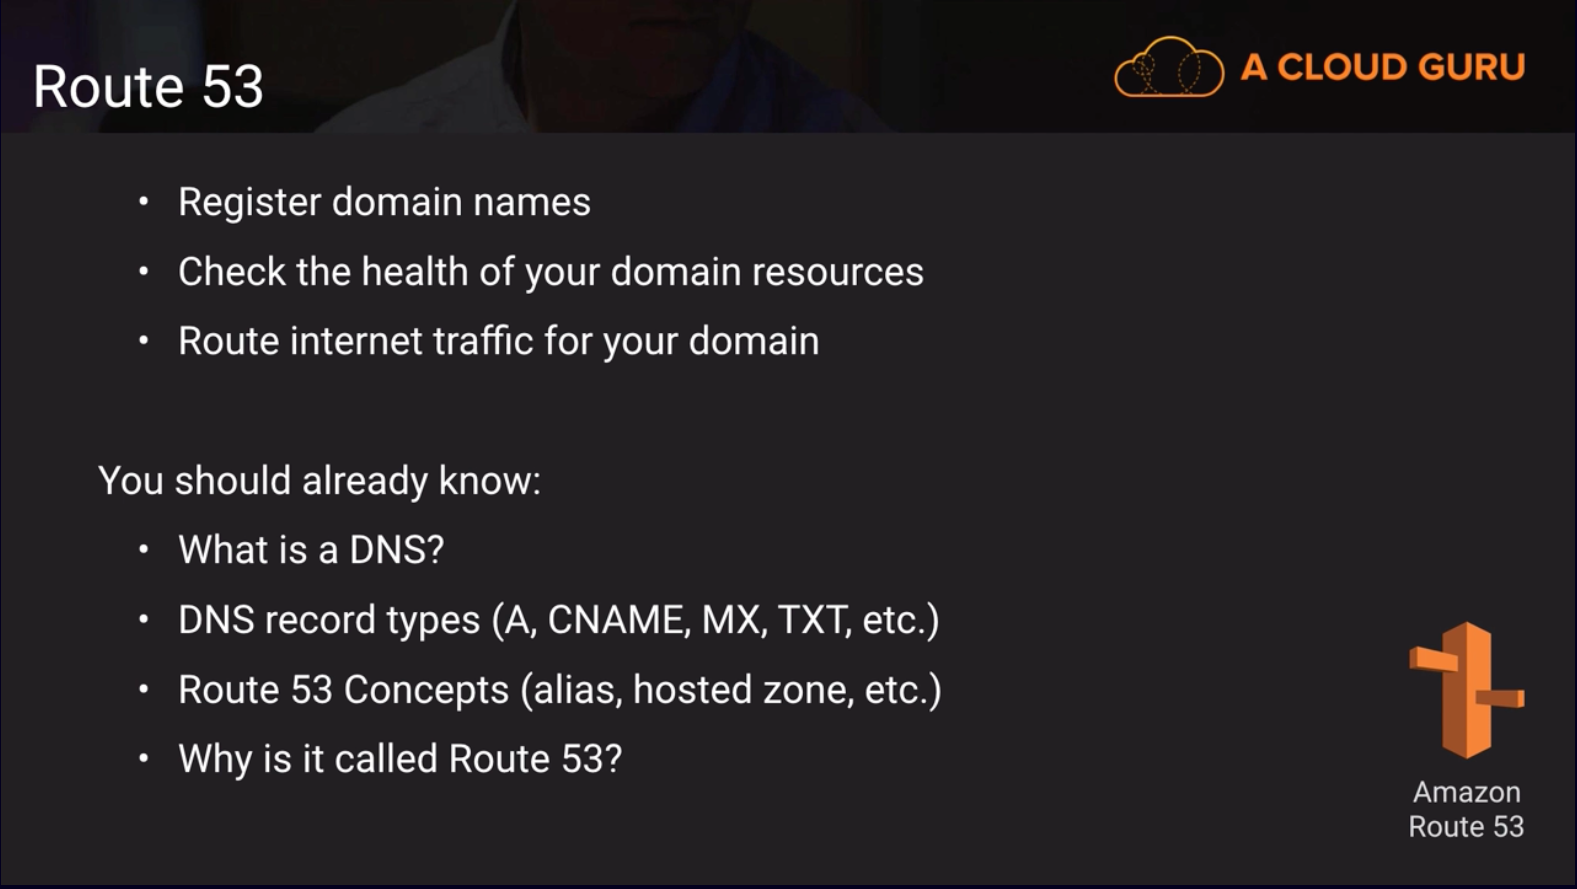 Route 53
A CLOUD GURU
• Register domain names
• Check the health of your domain resources
• Route internet traffic for your domain
You should already know:
• What is a DNS?
• DNS record types (A, CNAME, MX, TXT, etc.)
• Route 53 Concepts (alias, hosted zone, etc.)
• Why is it called Route 53?
Amazon
Route 53